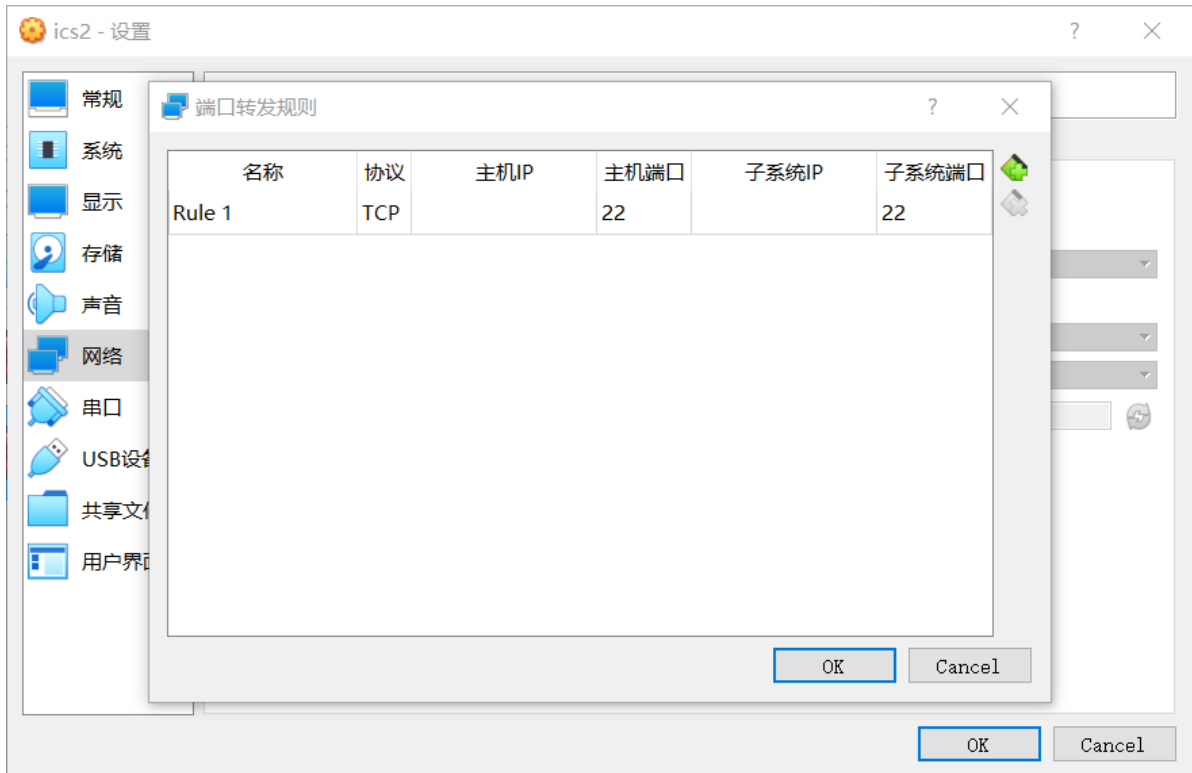 ics2 - 设置
?
常规
系统
显示
存储
声音
网络
串口
USB设
共享文
用户界
端口转发规则
?
名称 协议 主机IP 主机端口 子系统IP 子系统端口
Rule 1 TCP 22 22
OK Cancel
OK Cancel